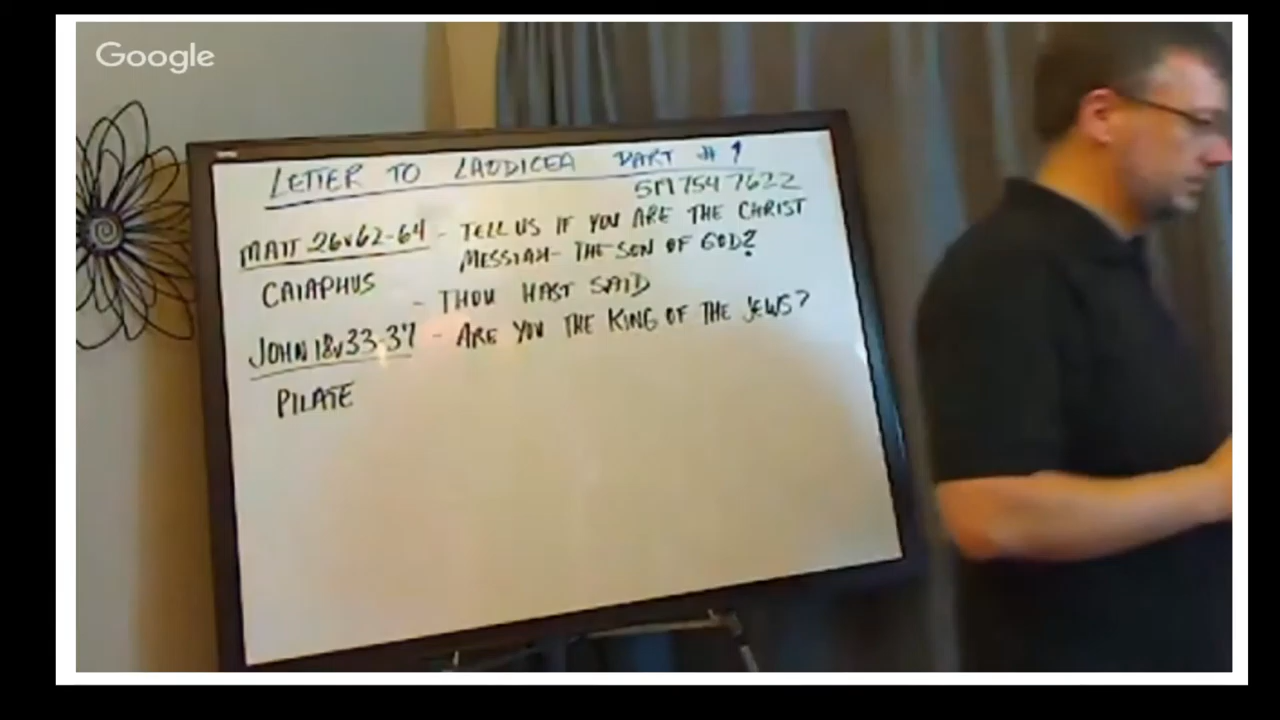 Google
LETTER TO LAODICEA PART # 1
519 754 7622
MATT 26v62-64 - TELL US IF YOU ARE THE CHRIST
MESSIAH - THE SON OF GOD?
CAIAPHUS
- THOU HAST SAID
JOHN 18v33-37 - ARE YOU THE KING OF THE JEWS?
PILATE